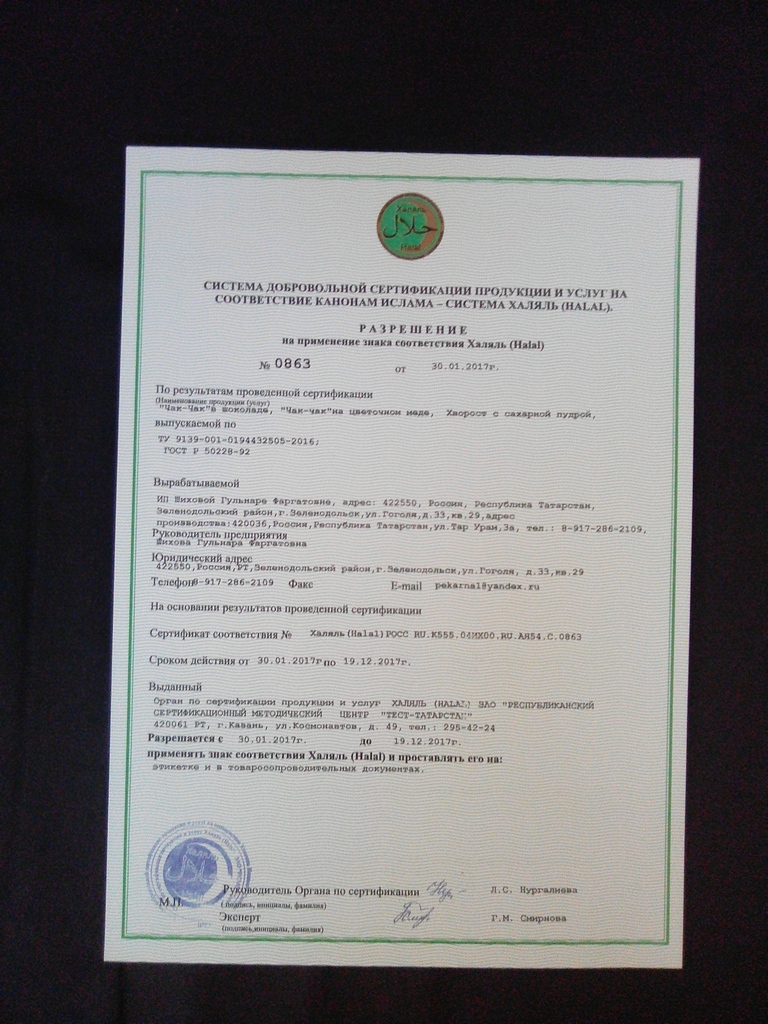 Халяль
حلال
Halal
СИСТЕМА ДОБРОВОЛЬНОЙ СЕРТИФИКАЦИИ ПРОДУКЦИИ И УСЛУГ НА
СООТВЕТСТВИЕ КАНОНАМ ИСЛАМА – СИСТЕМА ХАЛЯЛЬ (HALAL).
РАЗРЕШЕНИЕ
на применение знака соответствия Халяль (Halal)
№ 0863 от 30.01.2017г.
По результатам проведенной сертификации
(Наименование продукции (услуг)
"Чак-Чак"в шоколаде, "Чак-чак"на цветочном меде, Хворост с сахарной пудрой,
выпускаемой по
ТУ 9139-001-0194432505-2016;
ГОСТ Р 50228-92
Вырабатываемой
ИП Шиховой Гульнаре Фаргатовне, адрес: 422550, Россия, Республика Татарстан,
Зеленодольский район,г.Зеленодольск,ул.Гоголя,д.33,кв.29,адрес
производства:420036,Россия,Республика Татарстан,ул.Тар Урам,3а, тел.: 8-917-286-2109,
Руководитель предприятия
Шихова Гульнара Фаргатовна
Юридический адрес
422550,Россия,РТ,Зеленодольский район,г.Зеленодольск,ул.Гоголя, д.33,кв.29
Телефон8-917-286-2109 Факс E-mail pekarnal@yandex.ru
На основании результатов проведенной сертификации
Сертификат соответствия № Халяль(Halal)РОСС RU.К555.04ИХ00.RU.АН54.С.0863
Сроком действия от 30.01.2017г по 19.12.2017г.
Выданный
Орган по сертификации продукции и услуг ХАЛЯЛЬ (HALAL) ЗАО "РЕСПУБЛИКАНСКИЙ
СЕРТИФИКАЦИОННЫЙ МЕТОДИЧЕСКИЙ ЦЕНТР "ТЕСТ-ТАТАРСТАН"
420061 РТ, г.Казань, ул.Космонавтов, д. 49, тел.: 295-42-24
Разрешается с 30.01.2017г. до 19.12.2017г.
применять знак соответствия Халяль (Halal) и проставлять его на:
этикетке и в товаросопроводительных документах.
Халяль
حلال
М.П.
Руководитель Органа по сертификации Л.С. Нургалиева
( подпись, инициалы, фамилия)
Эксперт Г.М. Смирнова
(подпись,инициалы, фамилия)